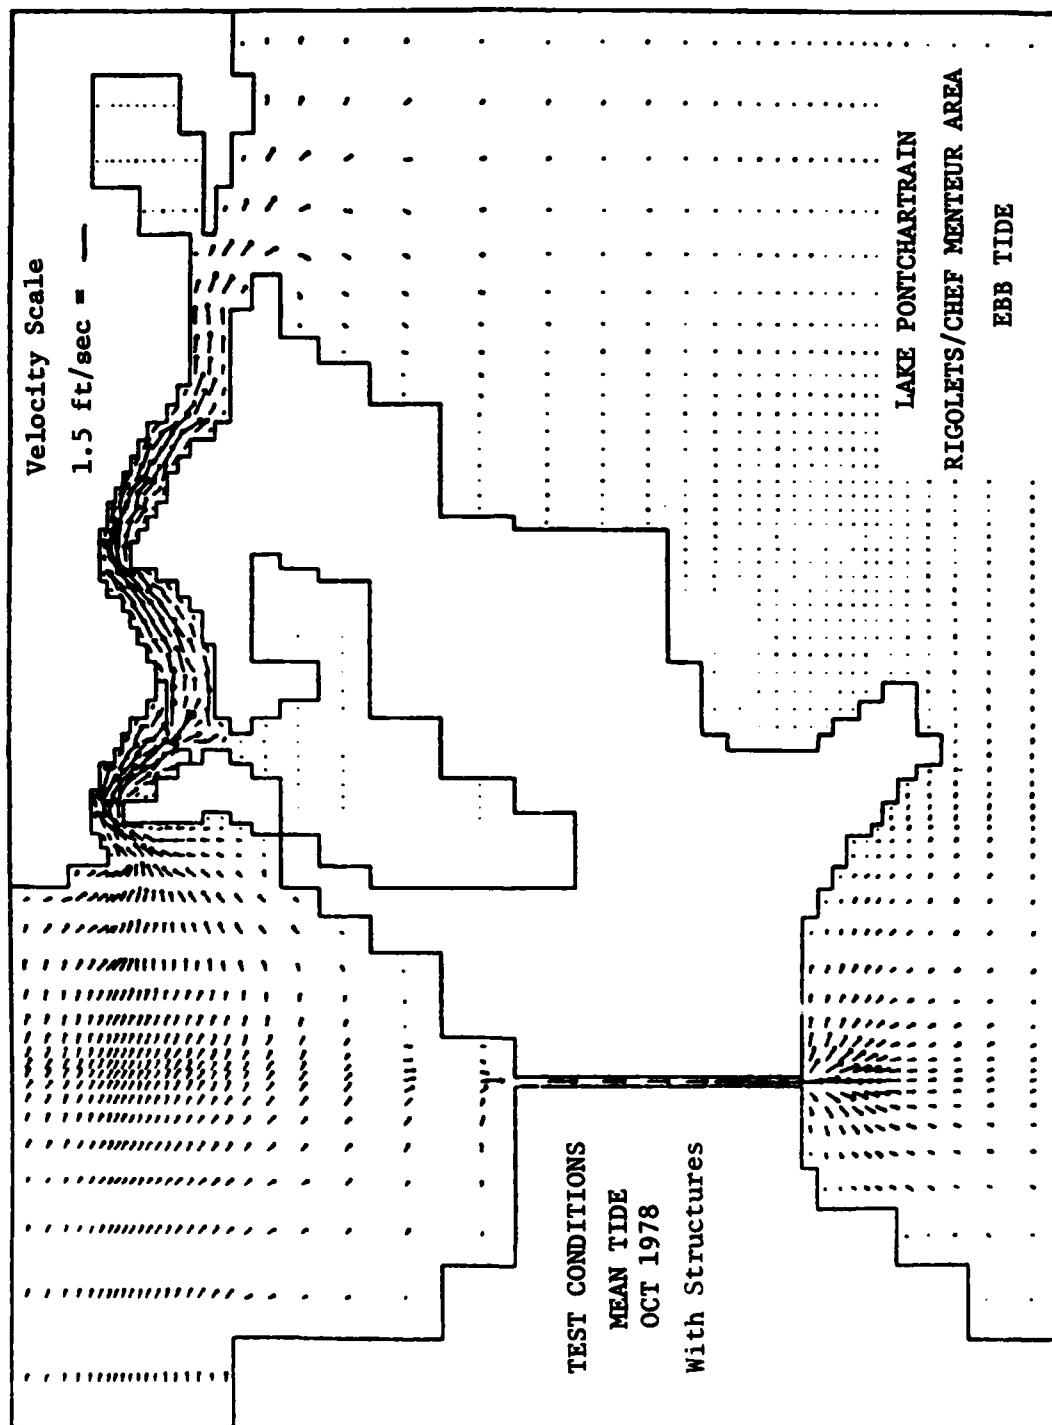 Velocity Scale
1.5 ft/sec =
LAKE PONTCHARTRAIN
RIGOLETS/CHEF MENTEUR AREA
EBB TIDE
TEST CONDITIONS
MEAN TIDE
OCT 1978
With Structures